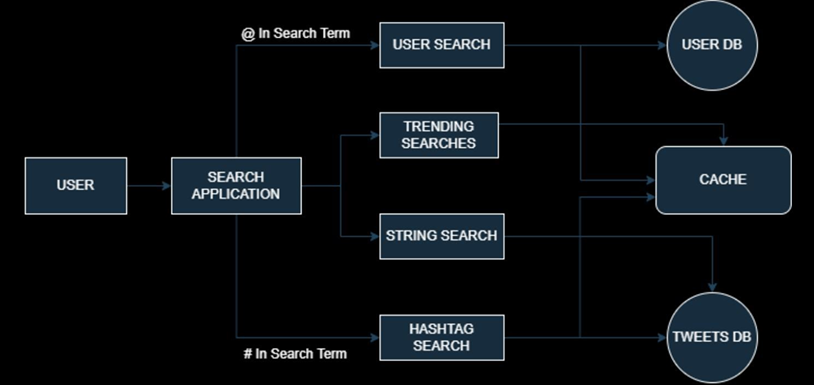 @ In Search Term
USER SEARCH
USER DB
TRENDING
SEARCHES
USER
SEARCH
APPLICATION
CACHE
STRING SEARCH
HASHTAG
SEARCH
TWEETS DB
# In Search Term